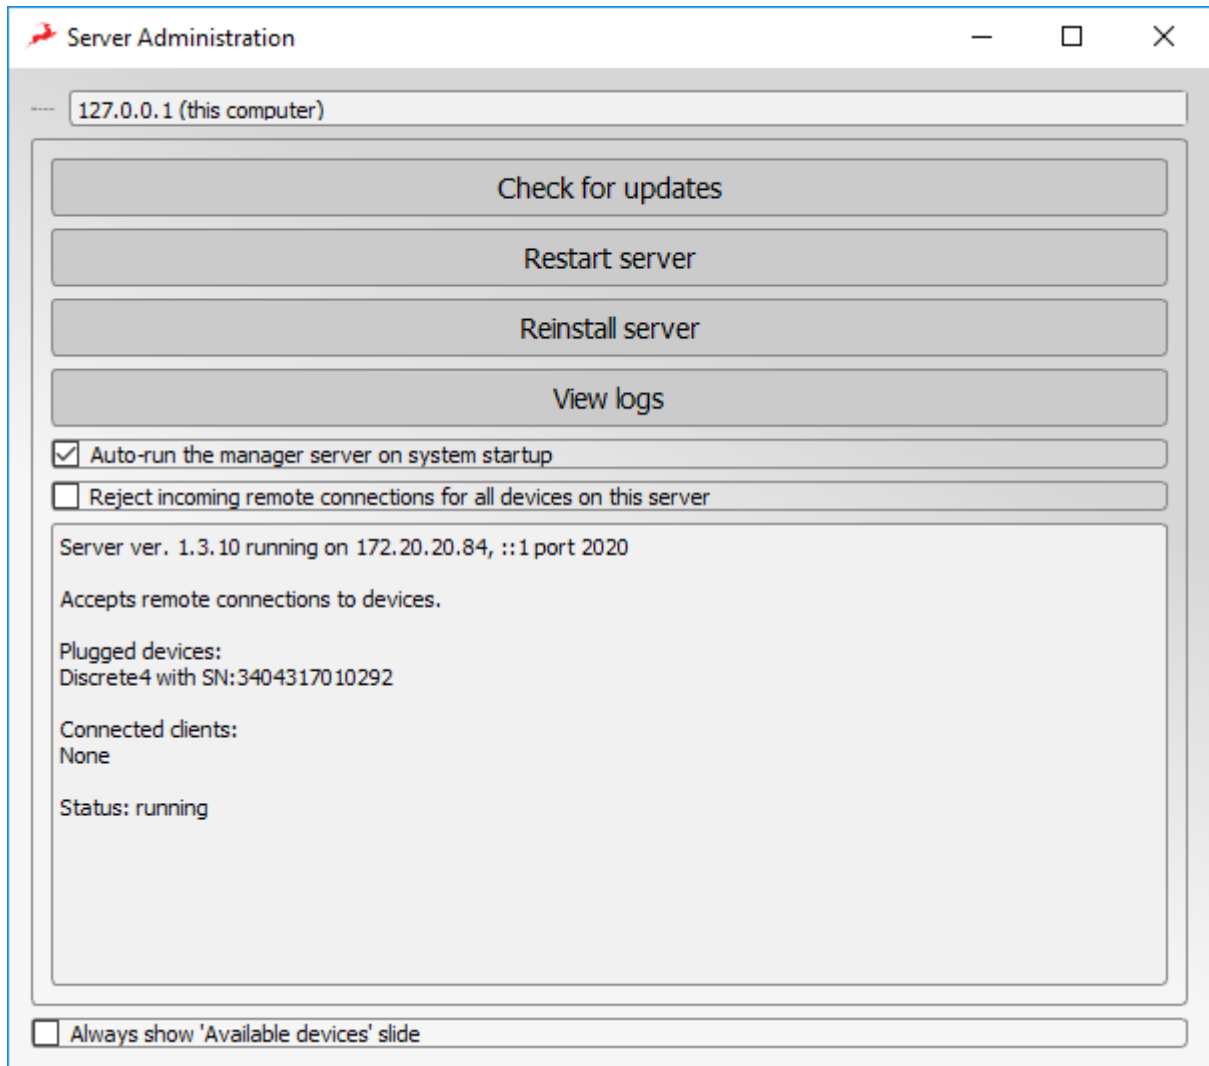 Server Administration
127.0.0.1 (this computer)
Check for updates
Restart server
Reinstall server
View logs
Auto-run the manager server on system startup
Reject incoming remote connections for all devices on this server
Server ver. 1.3.10 running on 172.20.20.84, ::1 port 2020
Accepts remote connections to devices.
Plugged devices:
Discrete4 with SN:3404317010292
Connected clients:
None
Status: running
Always show 'Available devices' slide